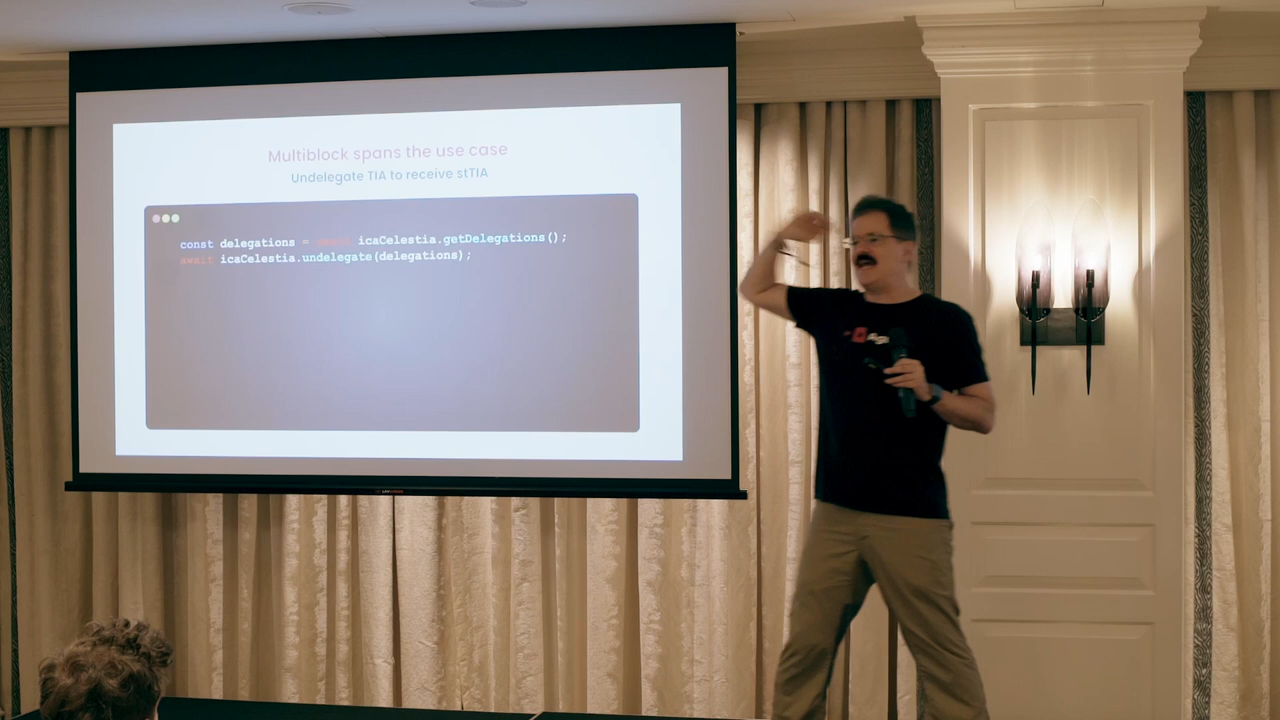 Multiblock spans the use case
Undelegate TIA to receive stTIA
const delegations = await icaCelestia.getDelegations();
await icaCelestia.undelegate(delegations);